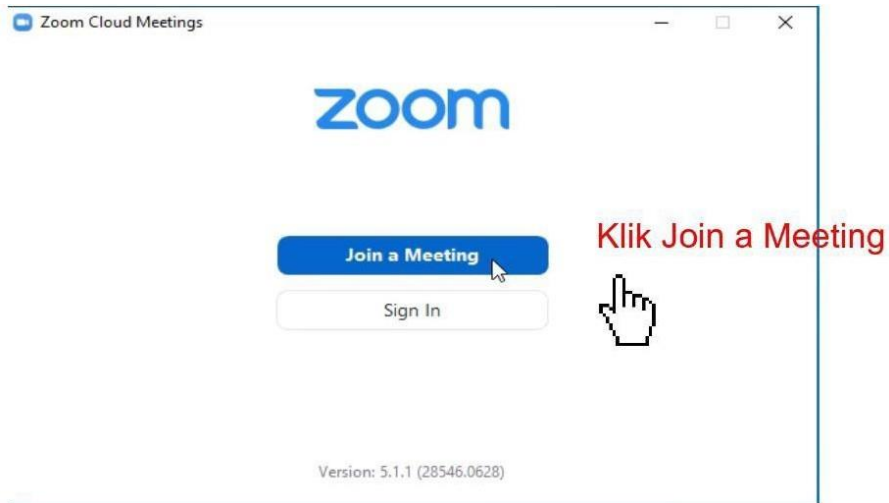 Zoom Cloud Meetings
zoom
Klik Join a Meeting
Join a Meeting
Sign In
Version: 5.1.1 (28546.0628)